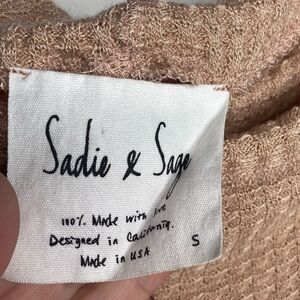 Sadie & Sage
100% Made with love
Designed in California.
Made in USA
S